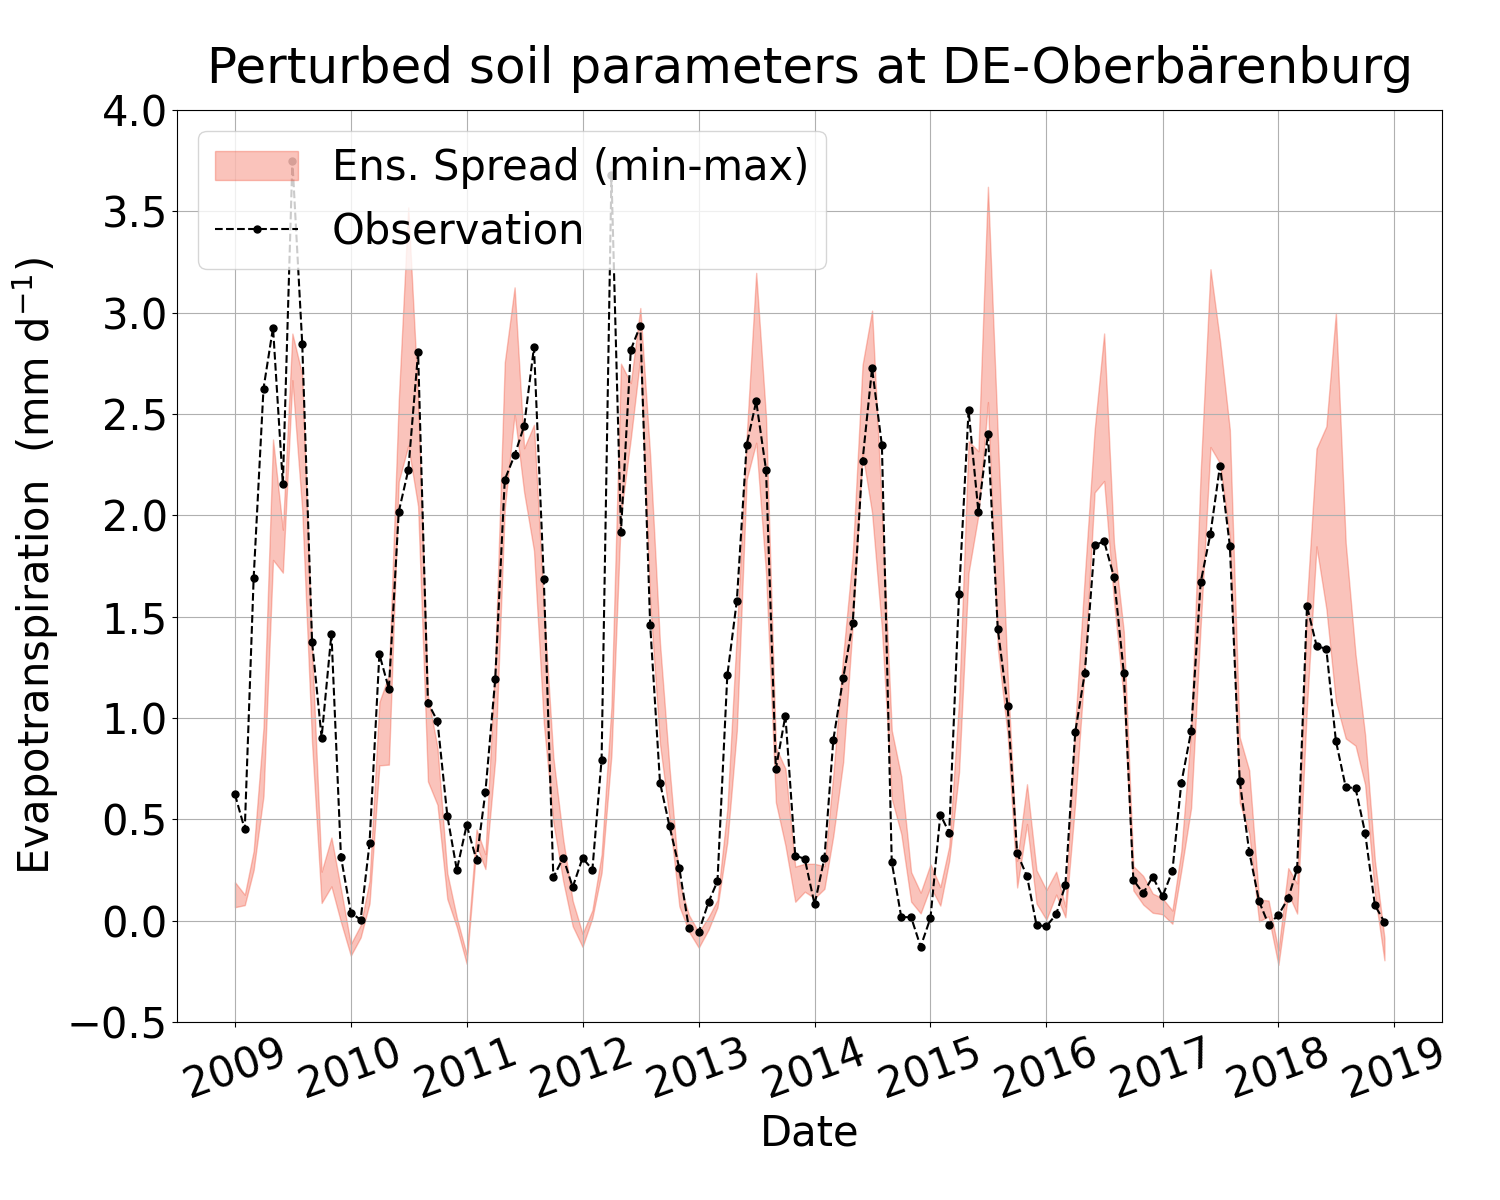 Perturbed soil parameters at DE-Oberbärenburg
4.0
3.5
3.0
2.5
2.0
1.5
1.0
0.5
0.0
−0.5
Evapotranspiration (mm d⁻¹)
Ens. Spread (min-max)
Observation
2009 2010 2011 2012 2013 2014 2015 2016 2017 2018 2019
Date